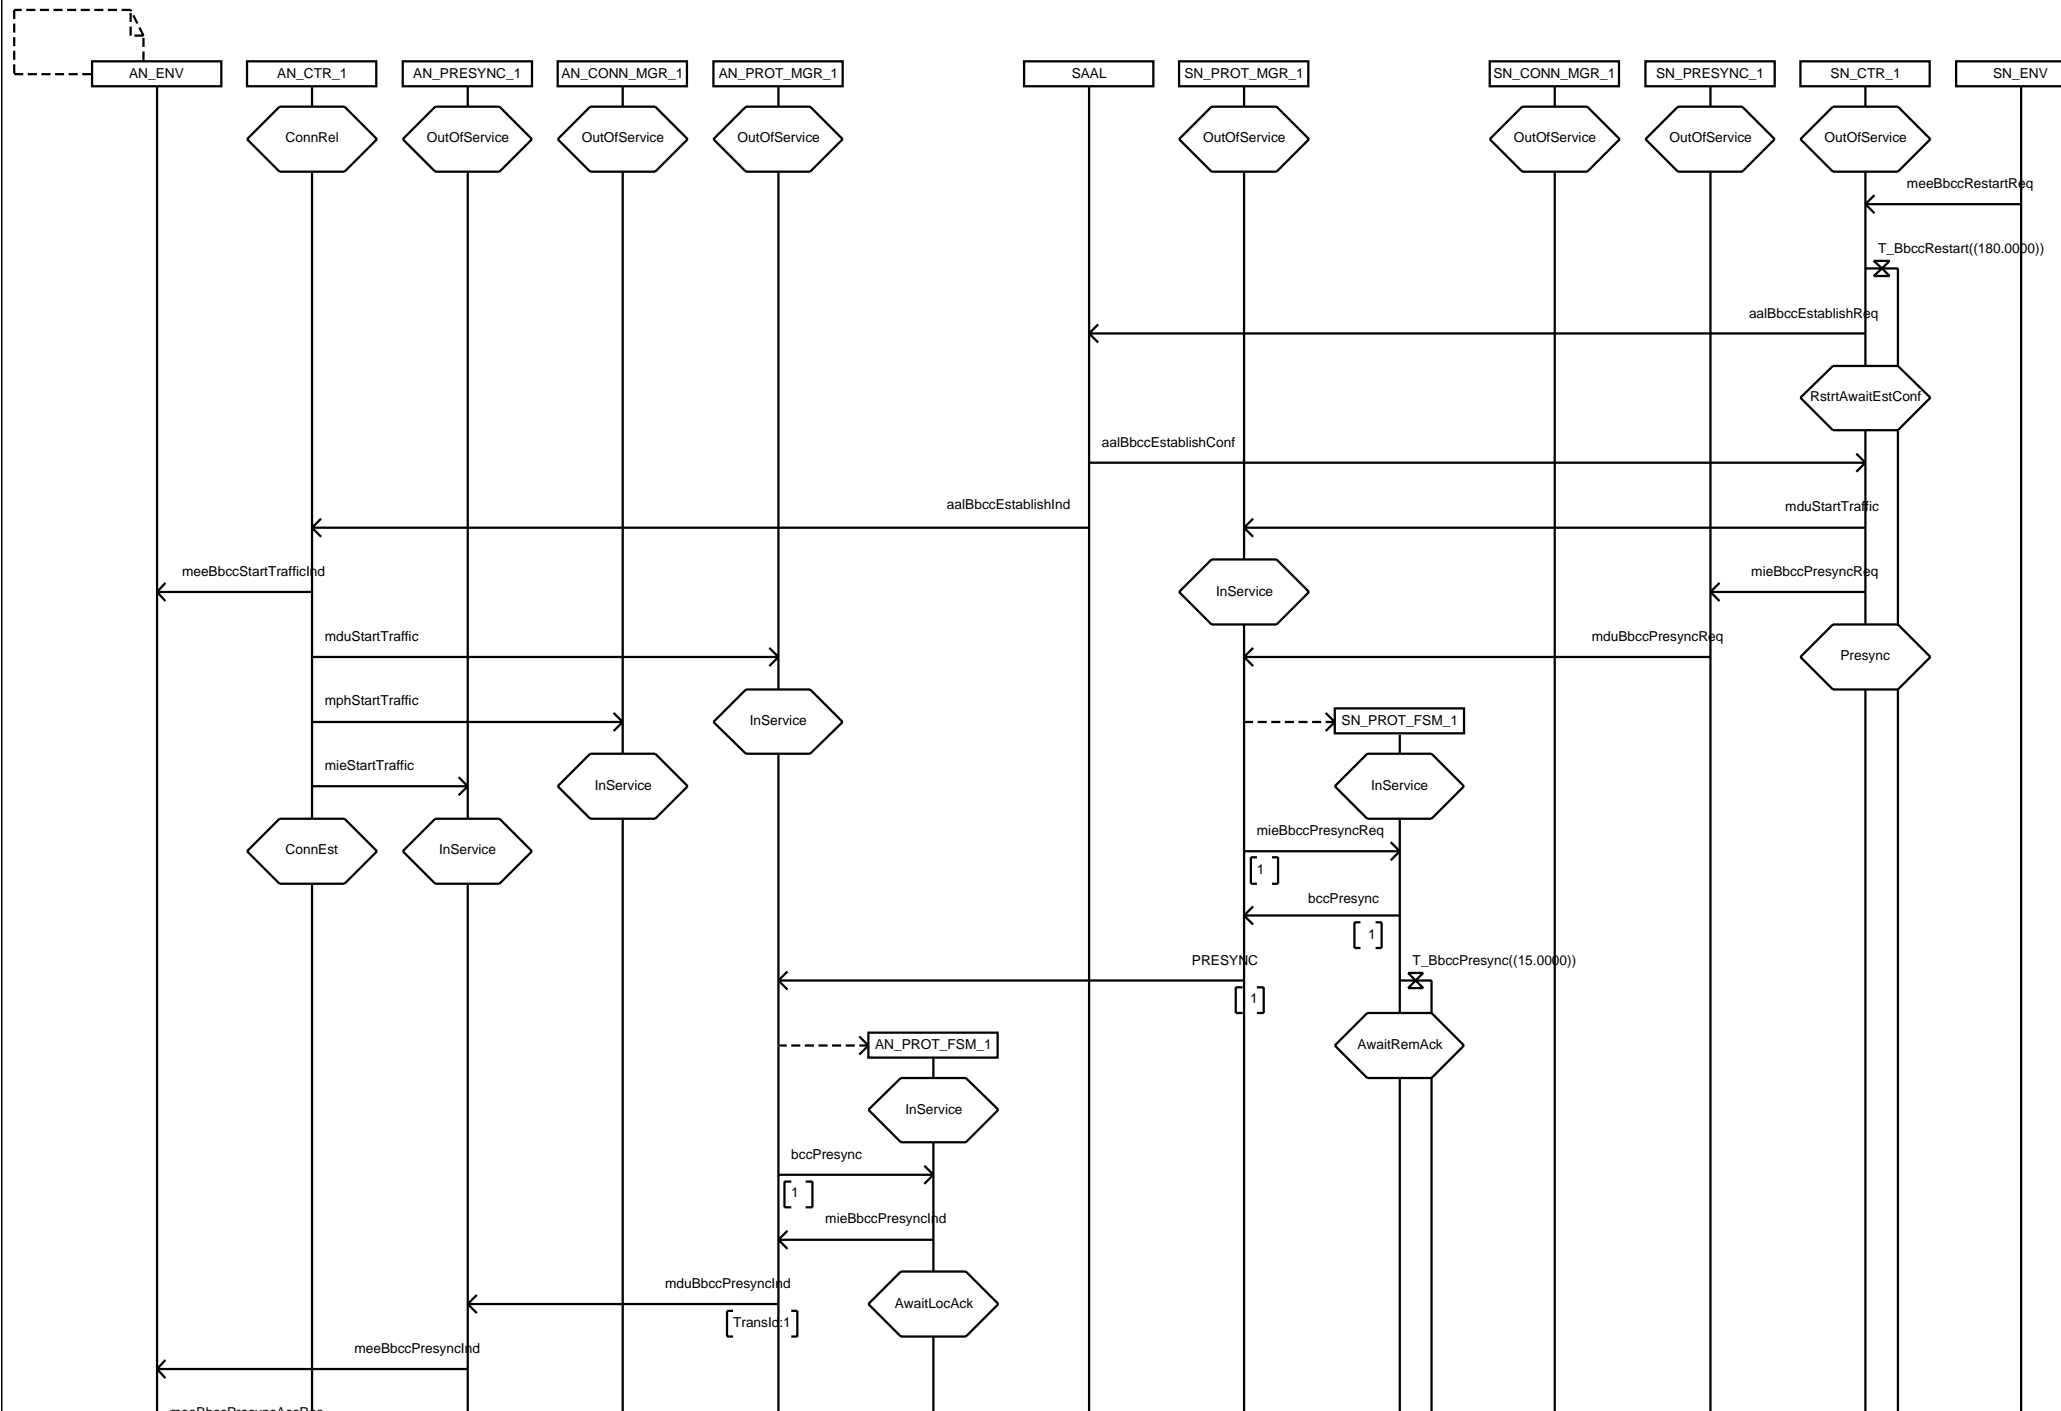 AN_ENV
AN_CTR_1
AN_PRESYNC_1
AN_CONN_MGR_1
AN_PROT_MGR_1
SAAL
SN_PROT_MGR_1
SN_CONN_MGR_1
SN_PRESYNC_1
SN_CTR_1
SN_ENV
ConnRel
OutOfService
OutOfService
OutOfService
OutOfService
OutOfService
OutOfService
OutOfService
meeBbccRestartReq
T_BbccRestart((180.0000))
aalBbccEstablishReq
RstrtAwaitEstConf
aalBbccEstablishConf
aalBbccEstablishInd
mduStartTraffic
meeBbccStartTrafficInd
InService
mieBbccPresyncReq
mduStartTraffic
mduBbccPresyncReq
Presync
mphStartTraffic
InService
SN_PROT_FSM_1
mieStartTraffic
InService
InService
ConnEst
InService
mieBbccPresyncReq
1
bccPresync
1
PRESYNC
T_BbccPresync((15.0000))
1
AN_PROT_FSM_1
AwaitRemAck
InService
bccPresync
1
mieBbccPresyncInd
mduBbccPresyncInd
AwaitLocAck
TransId:1
meeBbccPresyncInd